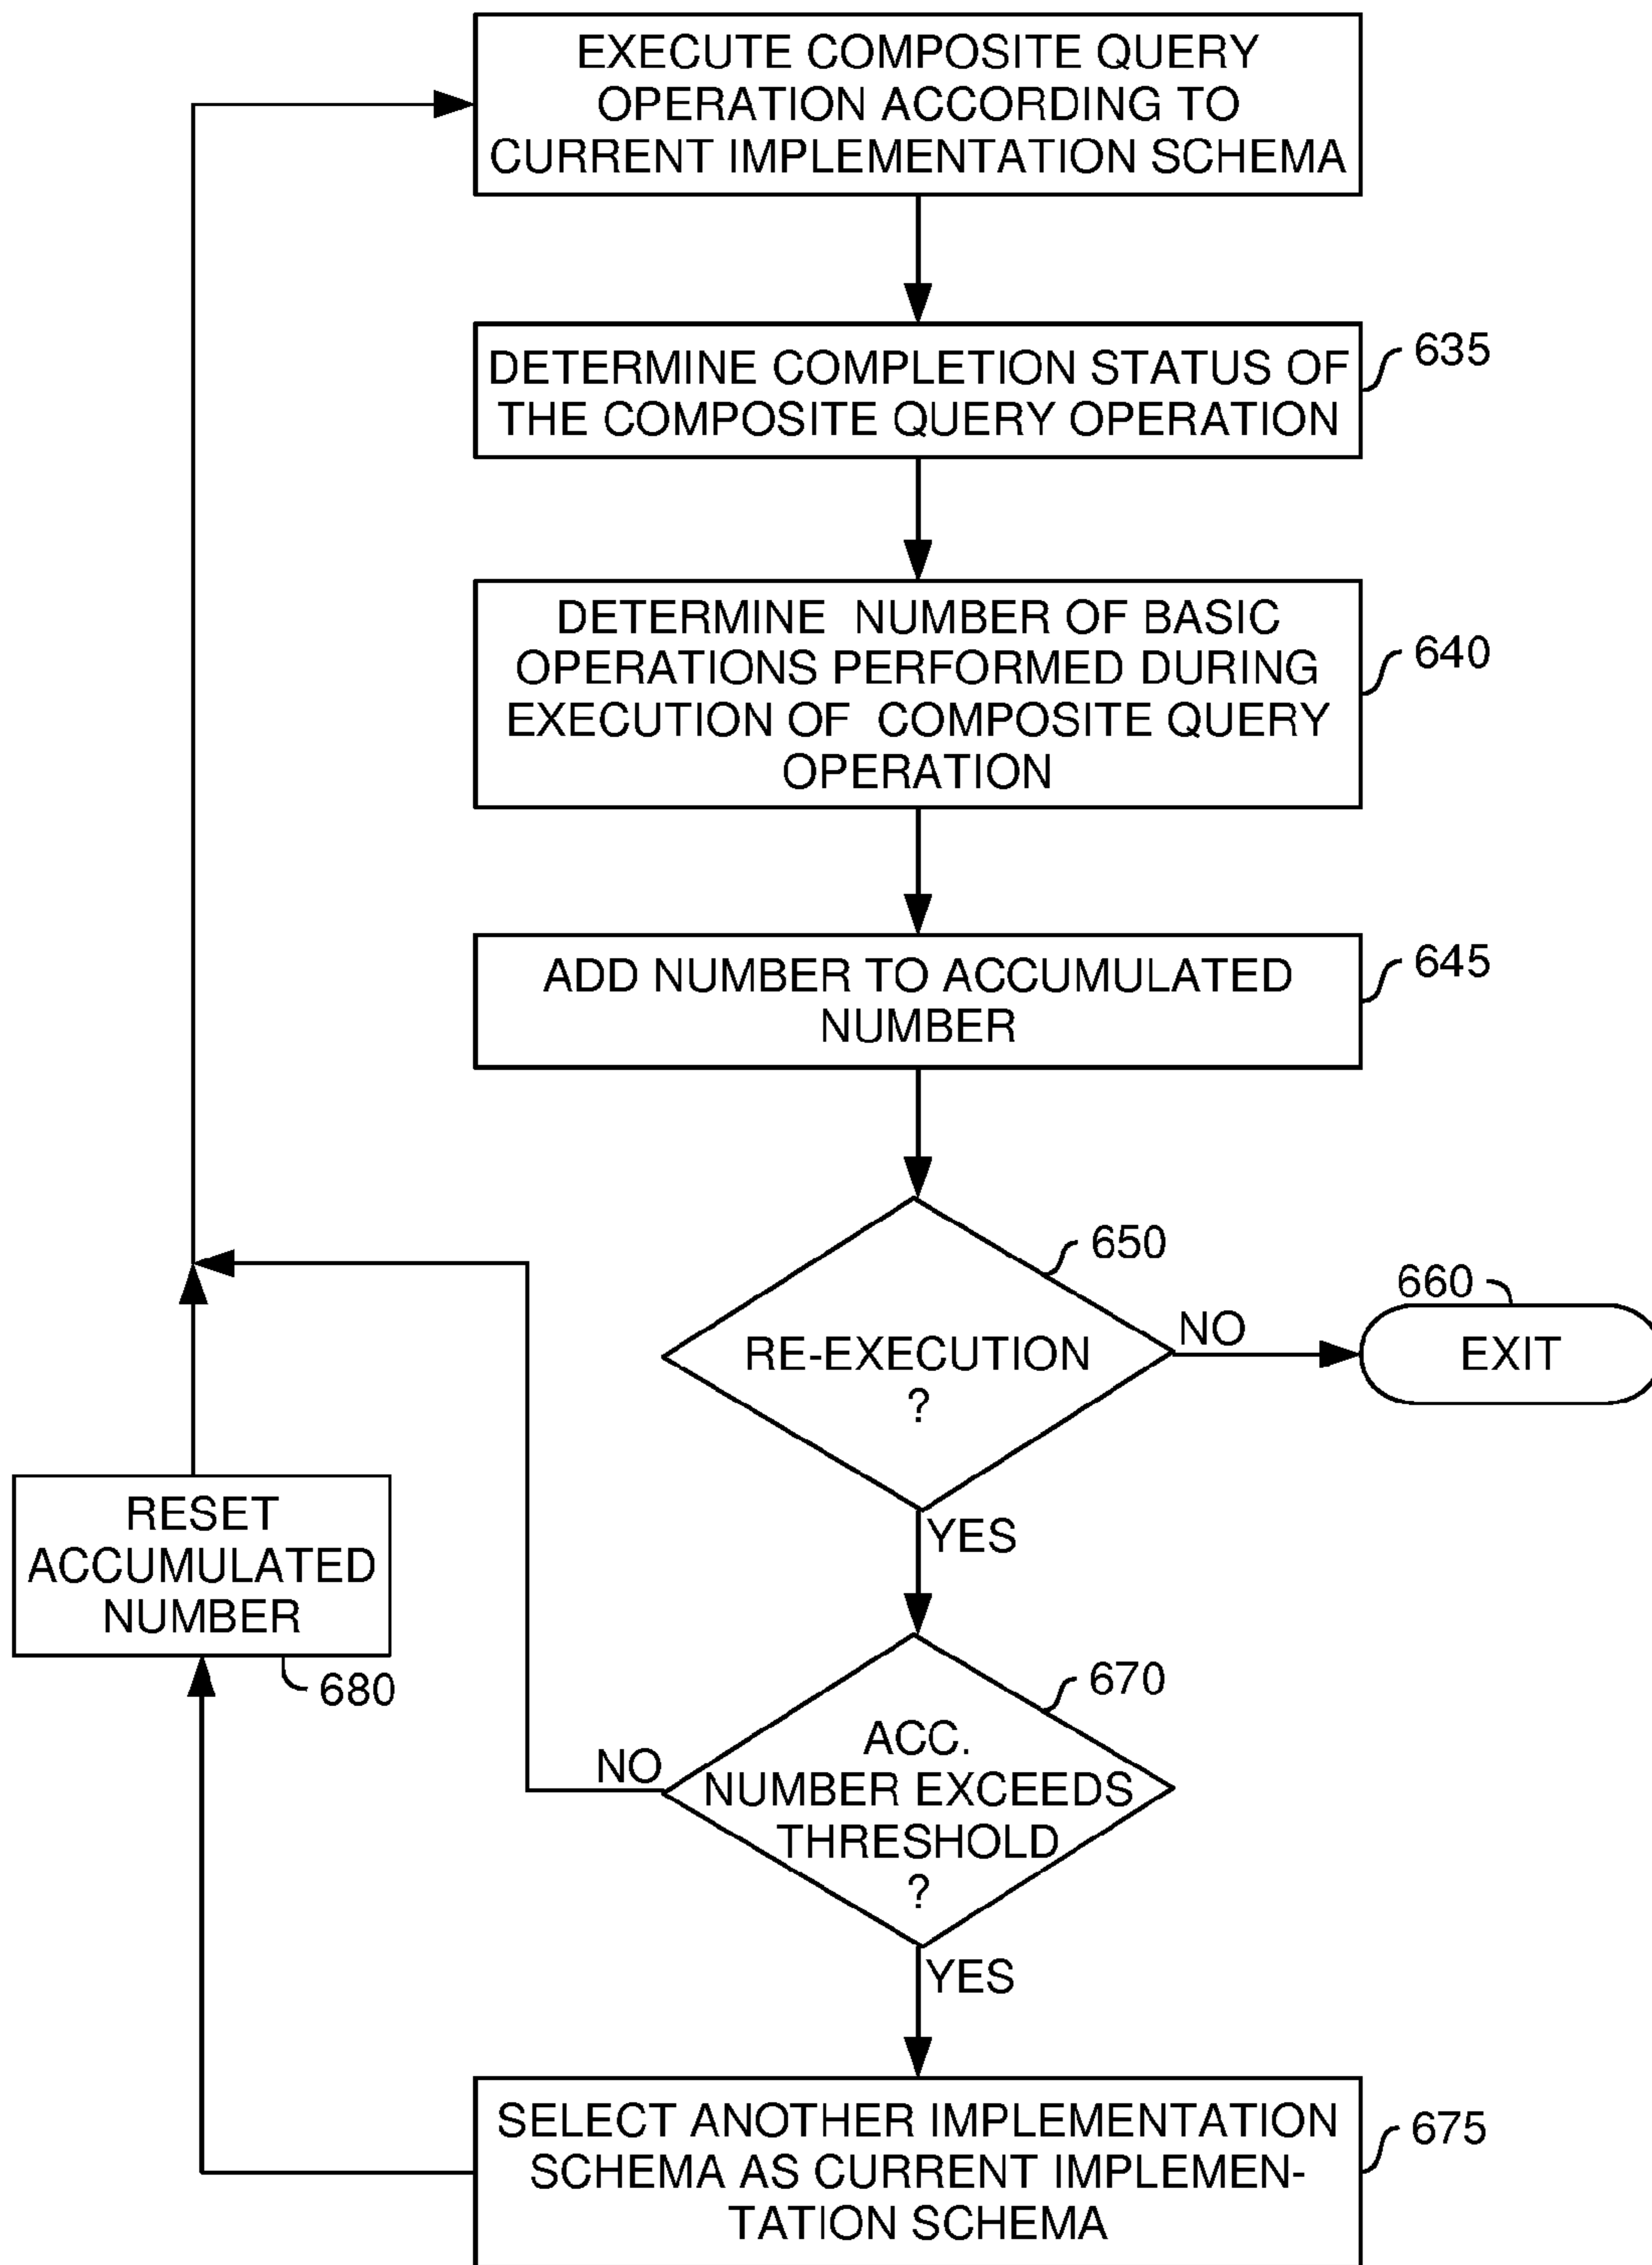 EXECUTE COMPOSITE QUERY
OPERATION ACCORDING TO
CURRENT IMPLEMENTATION SCHEMA
DETERMINE COMPLETION STATUS OF
THE COMPOSITE QUERY OPERATION
635
DETERMINE NUMBER OF BASIC
OPERATIONS PERFORMED DURING
EXECUTION OF COMPOSITE QUERY
OPERATION
640
ADD NUMBER TO ACCUMULATED
NUMBER
645
650
RE-EXECUTION
?
NO
660
EXIT
YES
RESET
ACCUMULATED
NUMBER
680
670
ACC.
NUMBER EXCEEDS
THRESHOLD
?
NO
YES
SELECT ANOTHER IMPLEMENTATION
SCHEMA AS CURRENT IMPLEMEN-
TATION SCHEMA
675